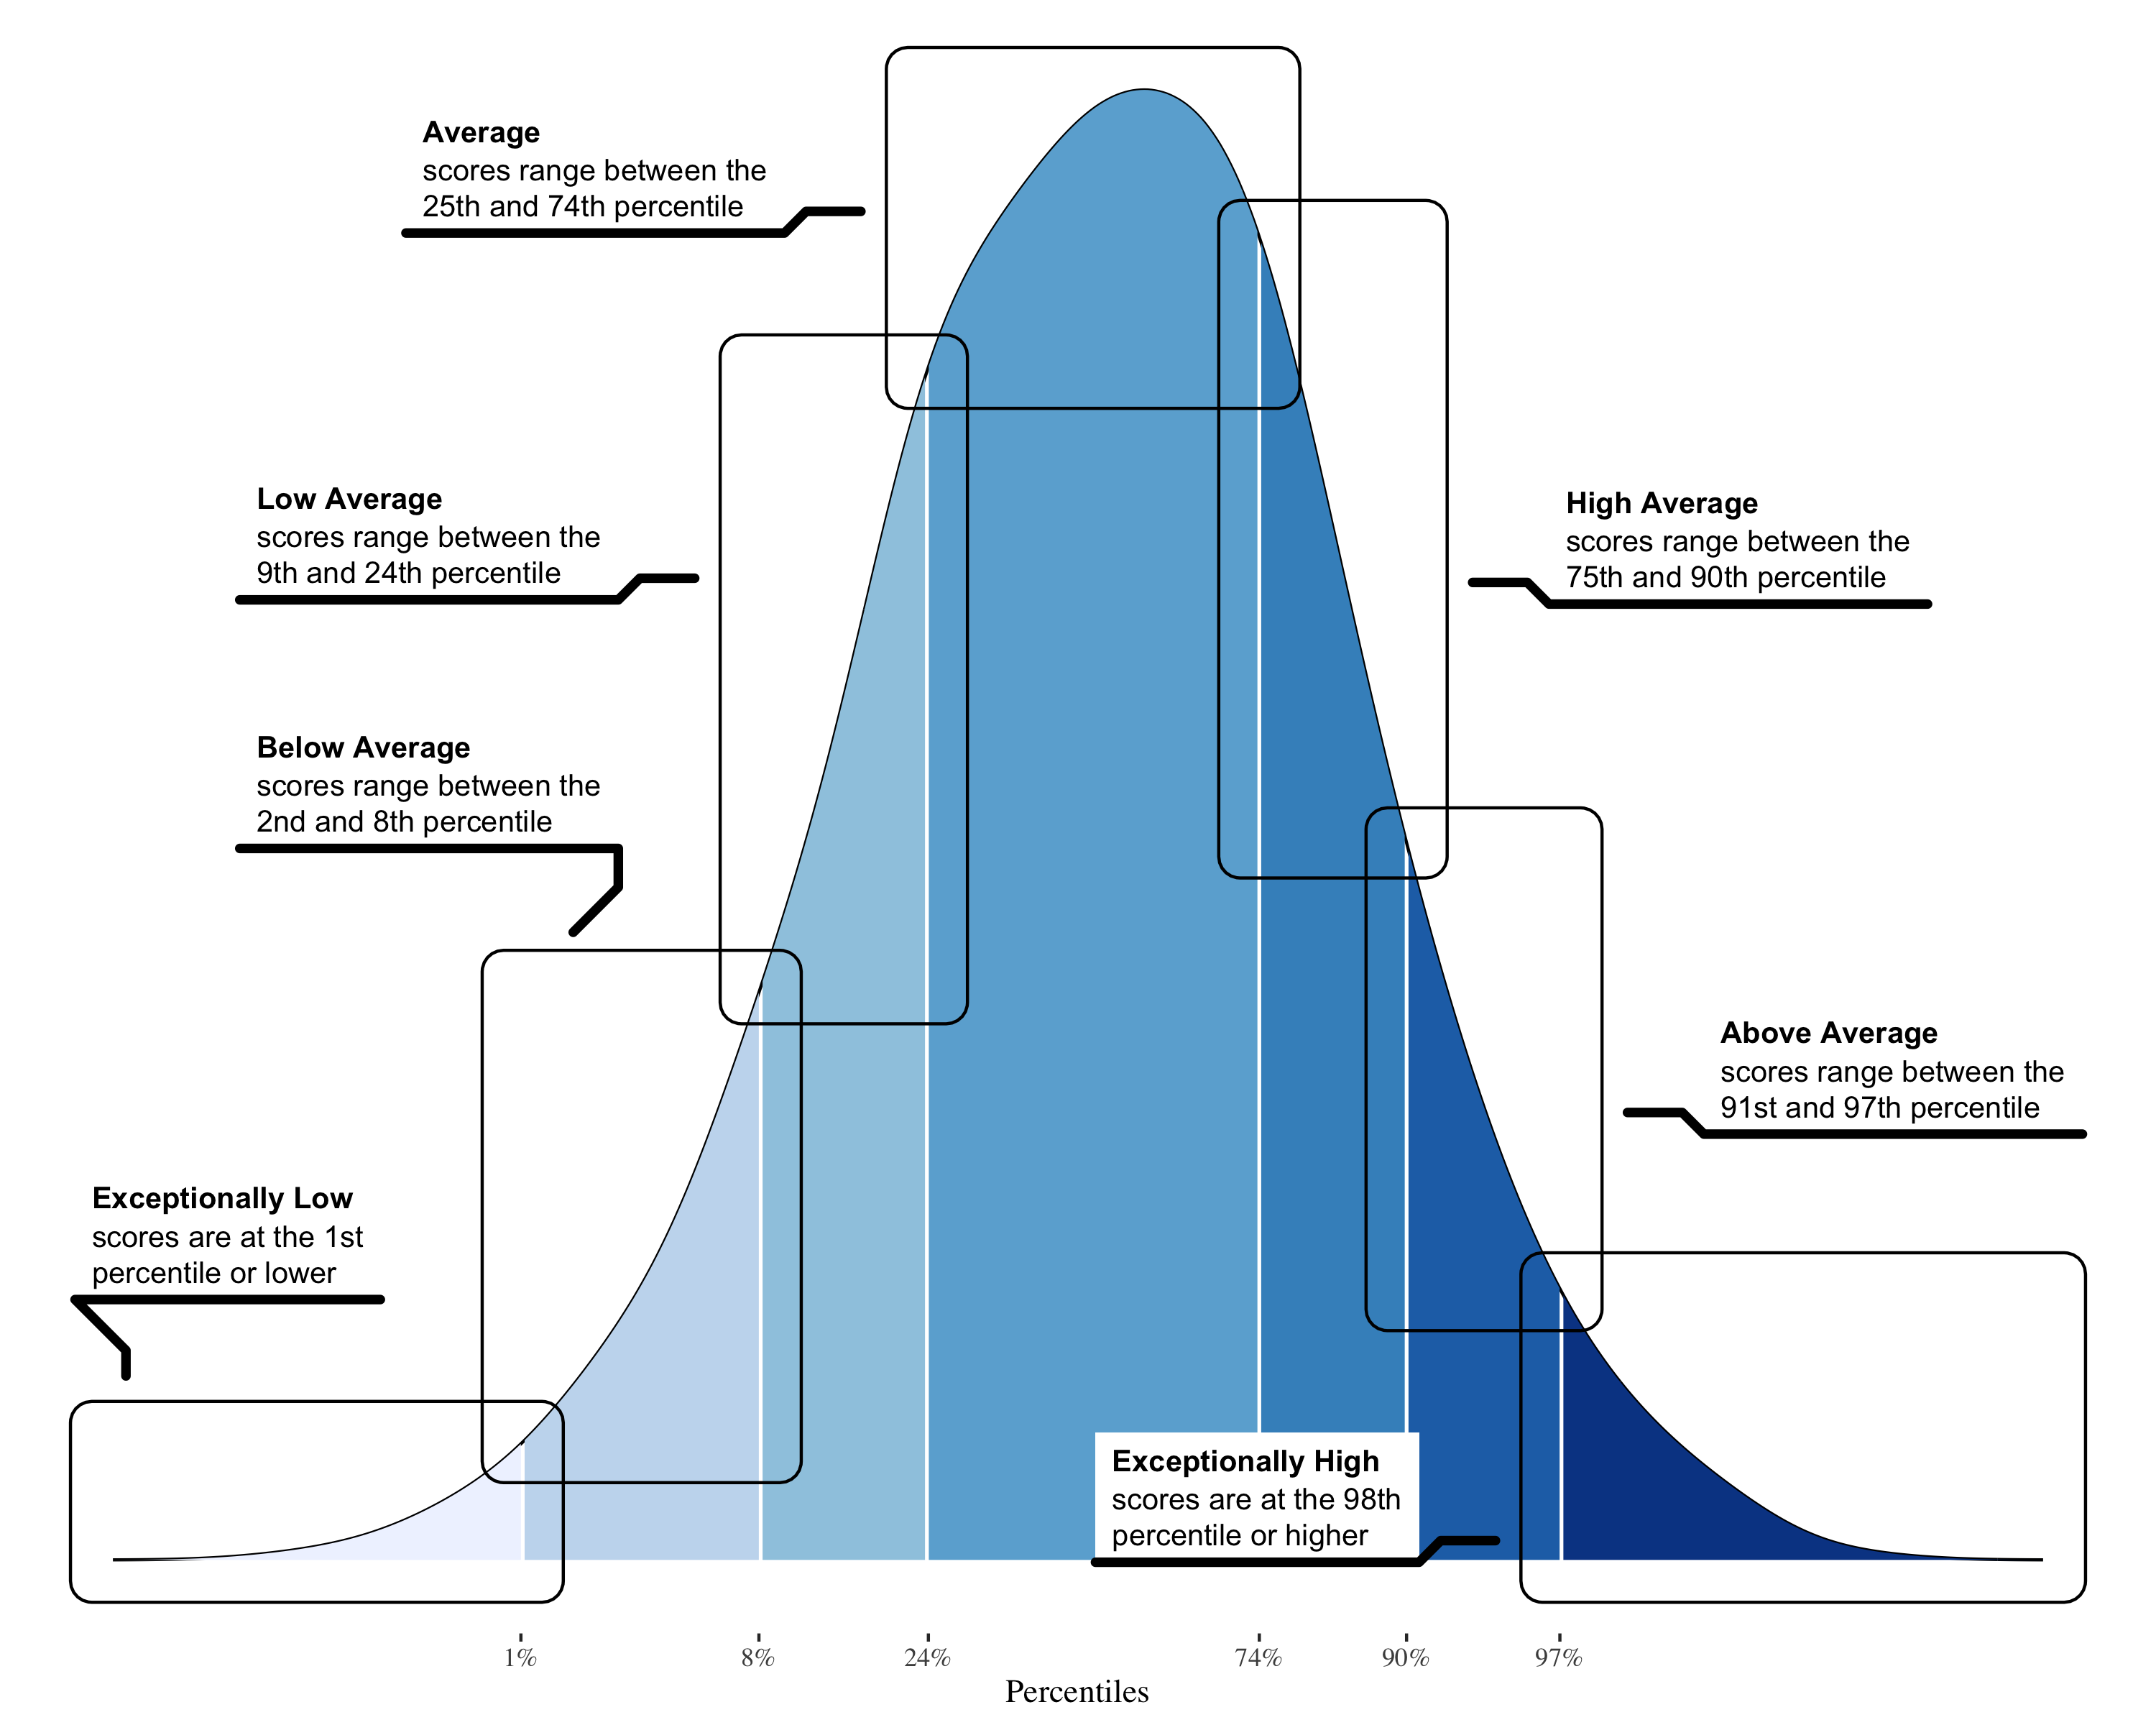 Average
scores range between the
25th and 74th percentile
Low Average
scores range between the
9th and 24th percentile
High Average
scores range between the
75th and 90th percentile
Below Average
scores range between the
2nd and 8th percentile
Above Average
scores range between the
91st and 97th percentile
Exceptionally Low
scores are at the 1st
percentile or lower
Exceptionally High
scores are at the 98th
percentile or higher
1% 8% 24% 74% 90% 97%
Percentiles